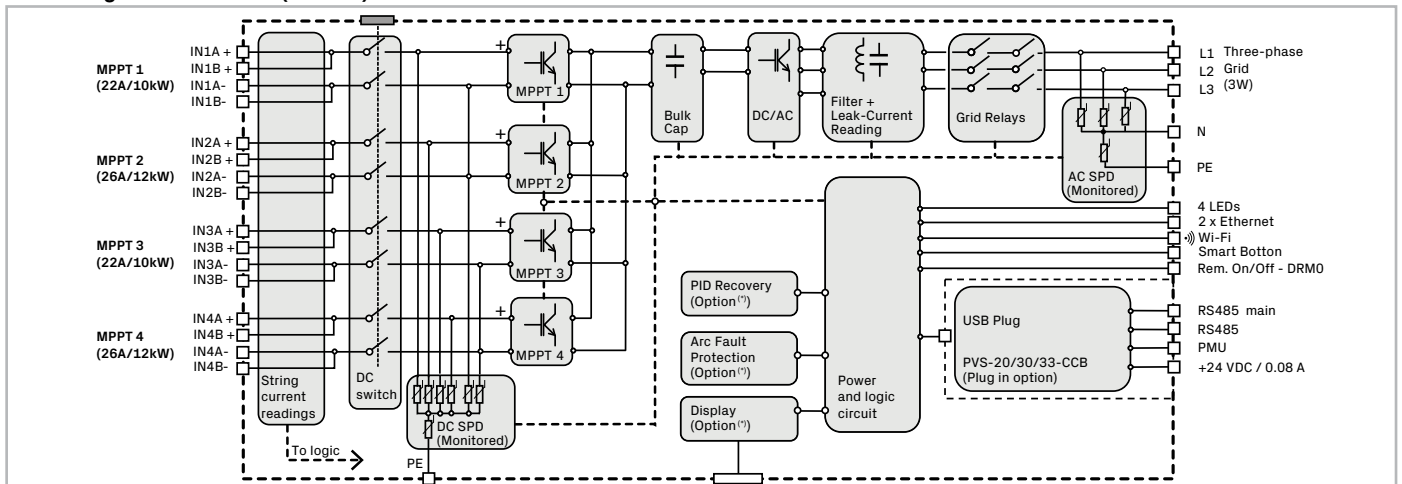 IN1A +
IN1B +
IN1A-
IN1B-
MPPT 1
(22A/10kW)
IN2A +
IN2B +
IN2A-
IN2B-
MPPT 2
(26A/12kW)
IN3A +
IN3B +
IN3A-
IN3B-
MPPT 3
(22A/10kW)
IN4A +
IN4B +
IN4A-
IN4B-
MPPT 4
(26A/12kW)
String
current
readings
To logic
DC
switch
+
MPPT 1
MPPT 2
+
MPPT 3
+
MPPT 4
+
DC SPD
(Monitored)
PE
Bulk
Cap
DC/AC
Filter +
Leak-Current
Reading
Grid Relays
AC SPD
(Monitored)
L1 Three-phase
L2 Grid
L3 (3W)
N
PE
4 LEDs
2 x Ethernet
Wi-Fi
Smart Botton
Rem. On/Off - DRM0
PID Recovery
(Option(*))
Arc Fault
Protection
(Option(*))
Display
(Option(*))
Power
and logic
circuit
USB Plug
PVS-20/30/33-CCB
(Plug in option)
RS485 main
RS485
PMU
+24 VDC / 0.08 A